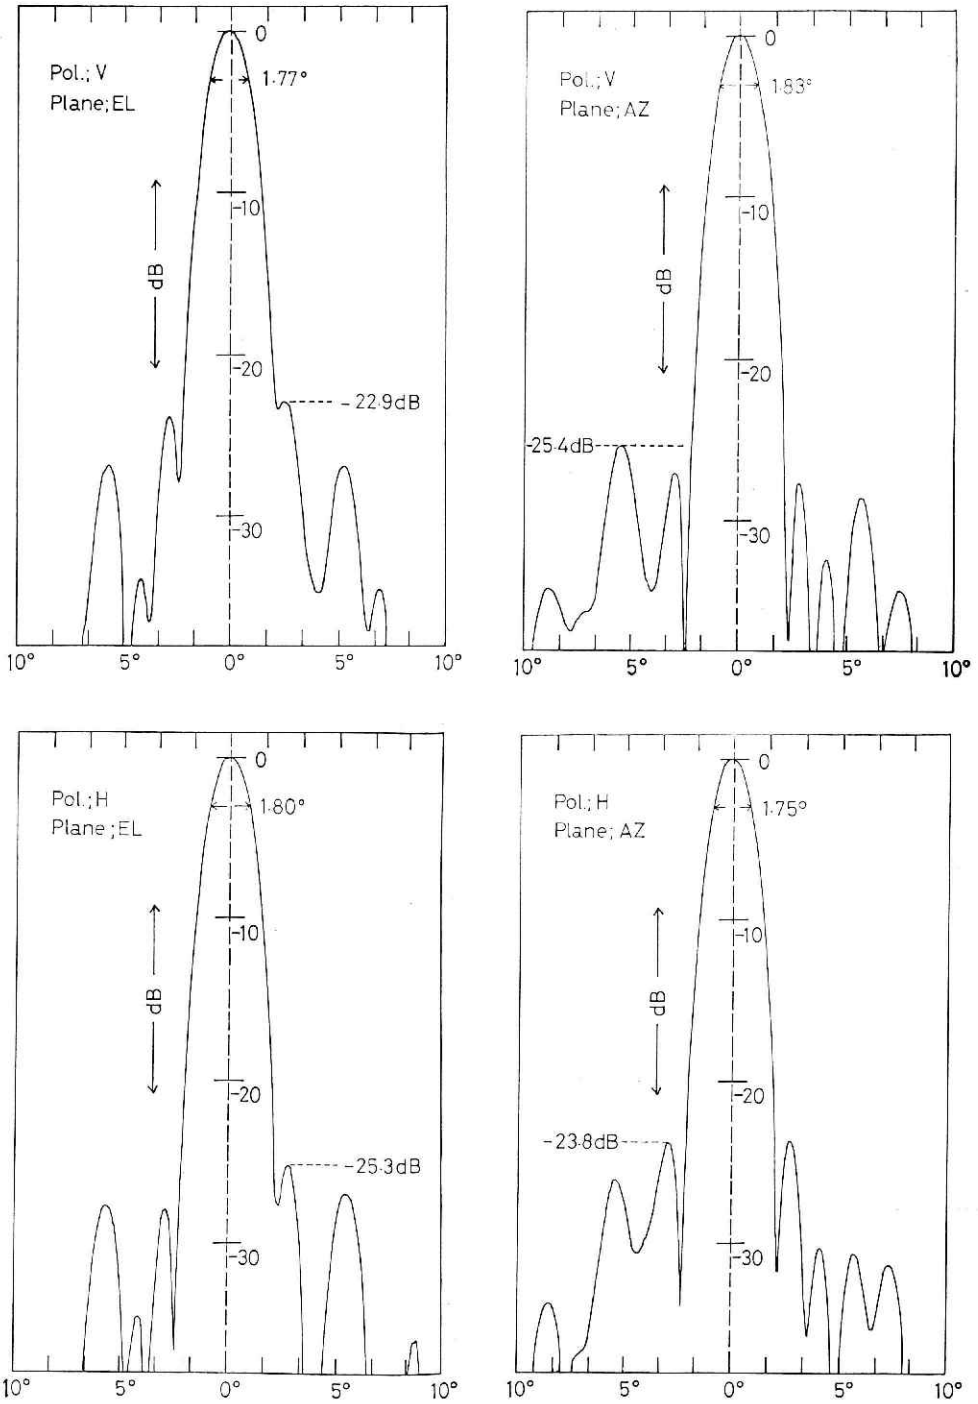 0
Pol.; V
1.77°
Plane; EL
-10
dB
-20
-22.9dB
-30
10° 5° 0° 5° 10°
0
Pol.; V
1.83°
Plane; AZ
-10
dB
-20
-25.4dB
-30
10° 5° 0° 5° 10°
0
Pol.; H
1.80°
Plane; EL
-10
dB
-20
-25.3dB
-30
10° 5° 0° 5° 10°
0
Pol.; H
1.75°
Plane; AZ
-10
dB
-20
-23.8dB
-30
10° 5° 0° 5° 10°